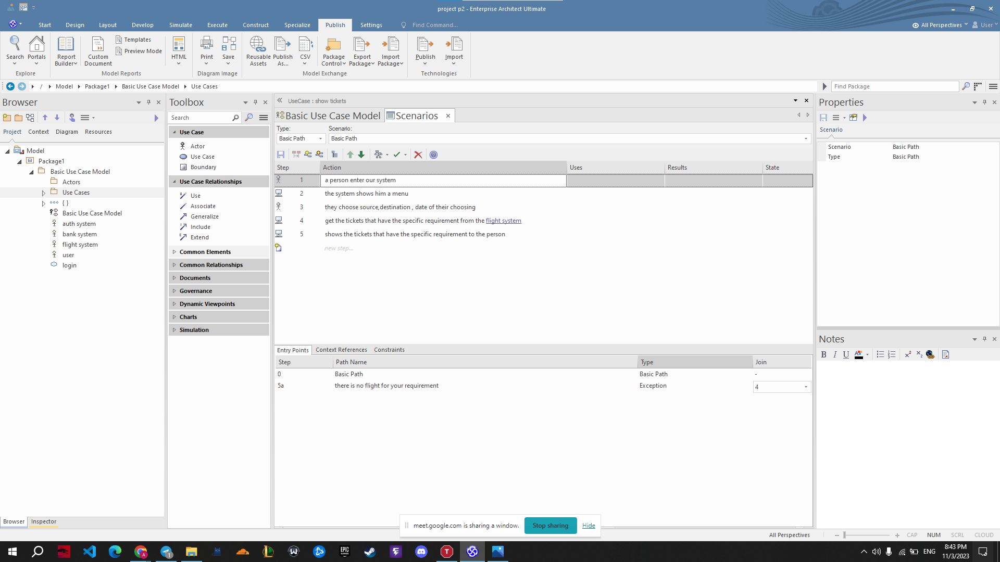 project p2 - Enterprise Architect Ultimate
Start Design Layout Develop Simulate Execute Construct Specialize Publish Settings Find Command... All Perspectives User
Search Portals Report Builder Custom Document Templates Preview Mode HTML Print Save Reusable Assets Publish As... CSV Package Control Export Package Import Package Publish Import
Explore Model Reports Diagram Image Model Exchange Technologies
/ Model Package1 Basic Use Case Model Use Cases Find Package
Browser
Project Context Diagram Resources
Model
Package1
Basic Use Case Model
Actors
Use Cases
{ }
Basic Use Case Model
auth system
bank system
flight system
user
login
Browser Inspector
Toolbox
Search
Use Case
Actor
Use Case
Boundary
Use Case Relationships
Use
Associate
Generalize
Include
Extend
Common Elements
Common Relationships
Documents
Governance
Dynamic Viewpoints
Charts
Simulation
UseCase : show tickets
Basic Use Case Model Scenarios
Type: Scenario:
Basic Path Basic Path
Step Action Uses Results State
1 a person enter our system
2 the system shows him a menu
3 they choose source,destination , date of their choosing
4 get the tickets that have the specific requirement from the flight system
5 shows the tickets that have the specific requirement to the person
new step...
Entry Points Context References Constraints
Step Path Name Type Join
0 Basic Path Basic Path -
5a there is no flight for your requirement Exception 4
Properties
Scenario
Scenario Basic Path
Type Basic Path
Notes
B I U
meet.google.com is sharing a window. Stop sharing Hide
All Perspectives CAP NUM SCRL CLOUD
ENG 8:43 PM
11/3/2023